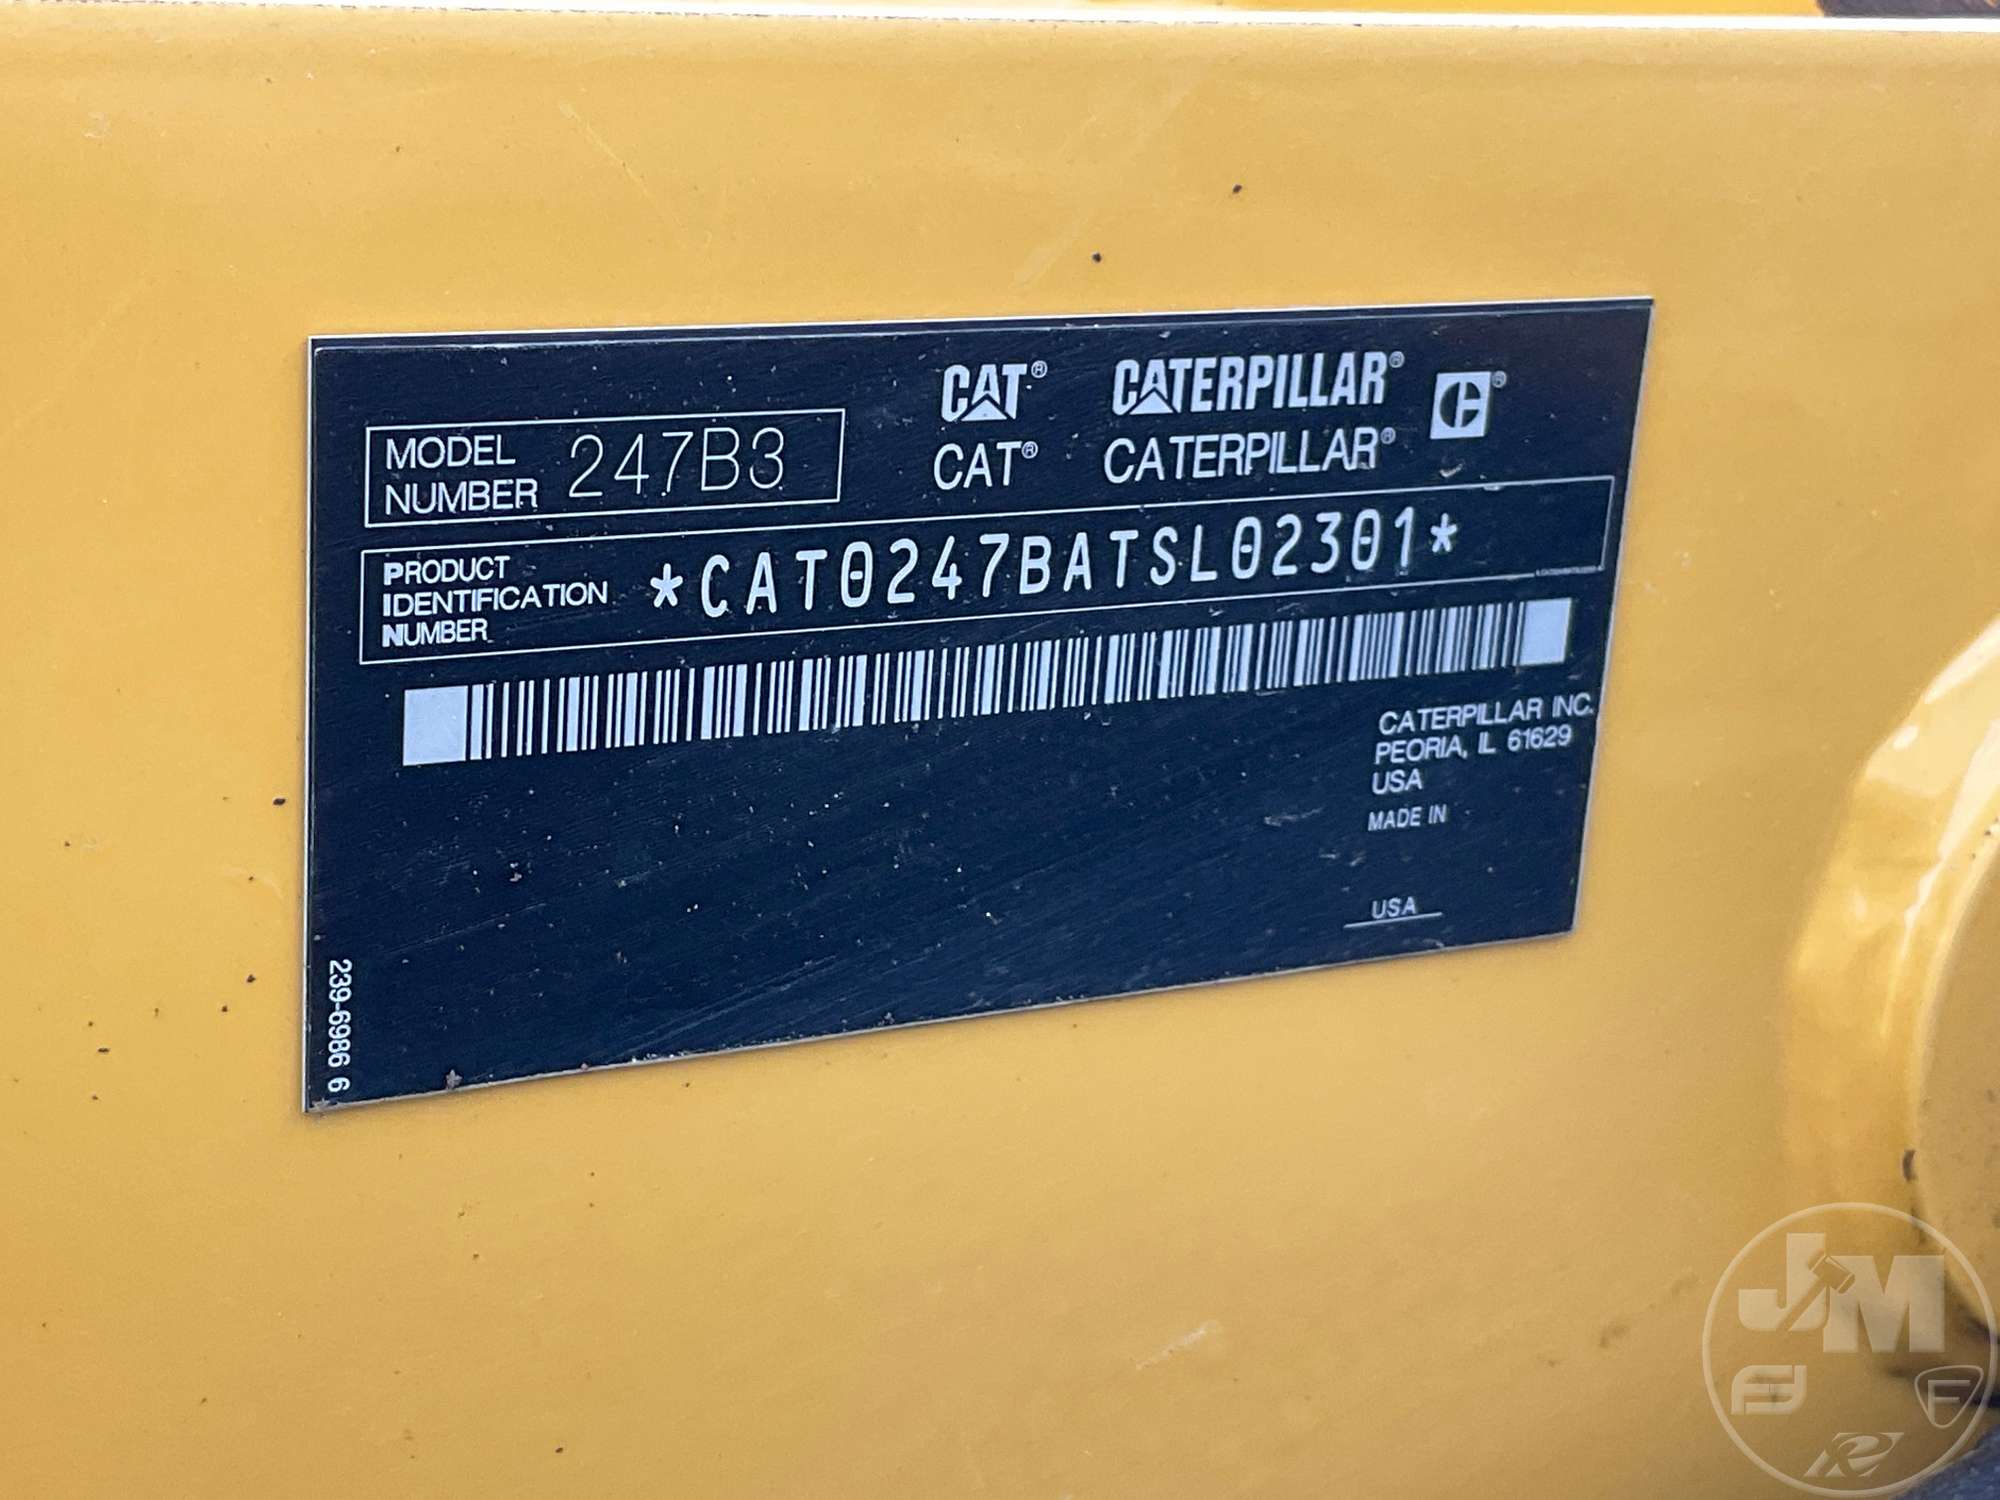 CAT® CATERPILLAR® ®
CAT® CATERPILLAR®
MODEL
NUMBER
247B3
PRODUCT
IDENTIFICATION
NUMBER
*CAT0247BATSL02301*
CATERPILLAR INC.
PEORIA, IL 61629
USA
MADE IN
USA
239-6986 6
JM
F